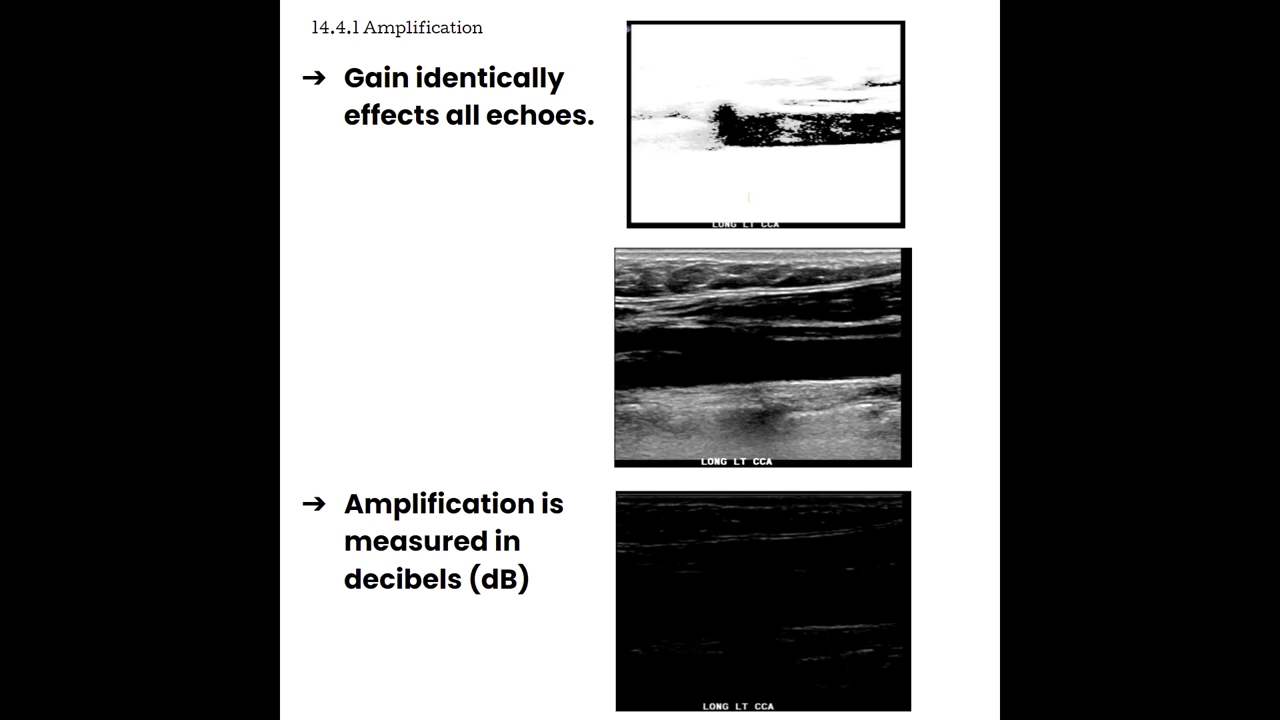 14.4.1 Amplification
➔ Gain identically
effects all echoes.
LONG LT CCA
LONG LT CCA
➔ Amplification is
measured in
decibels (dB)
LONG LT CCA